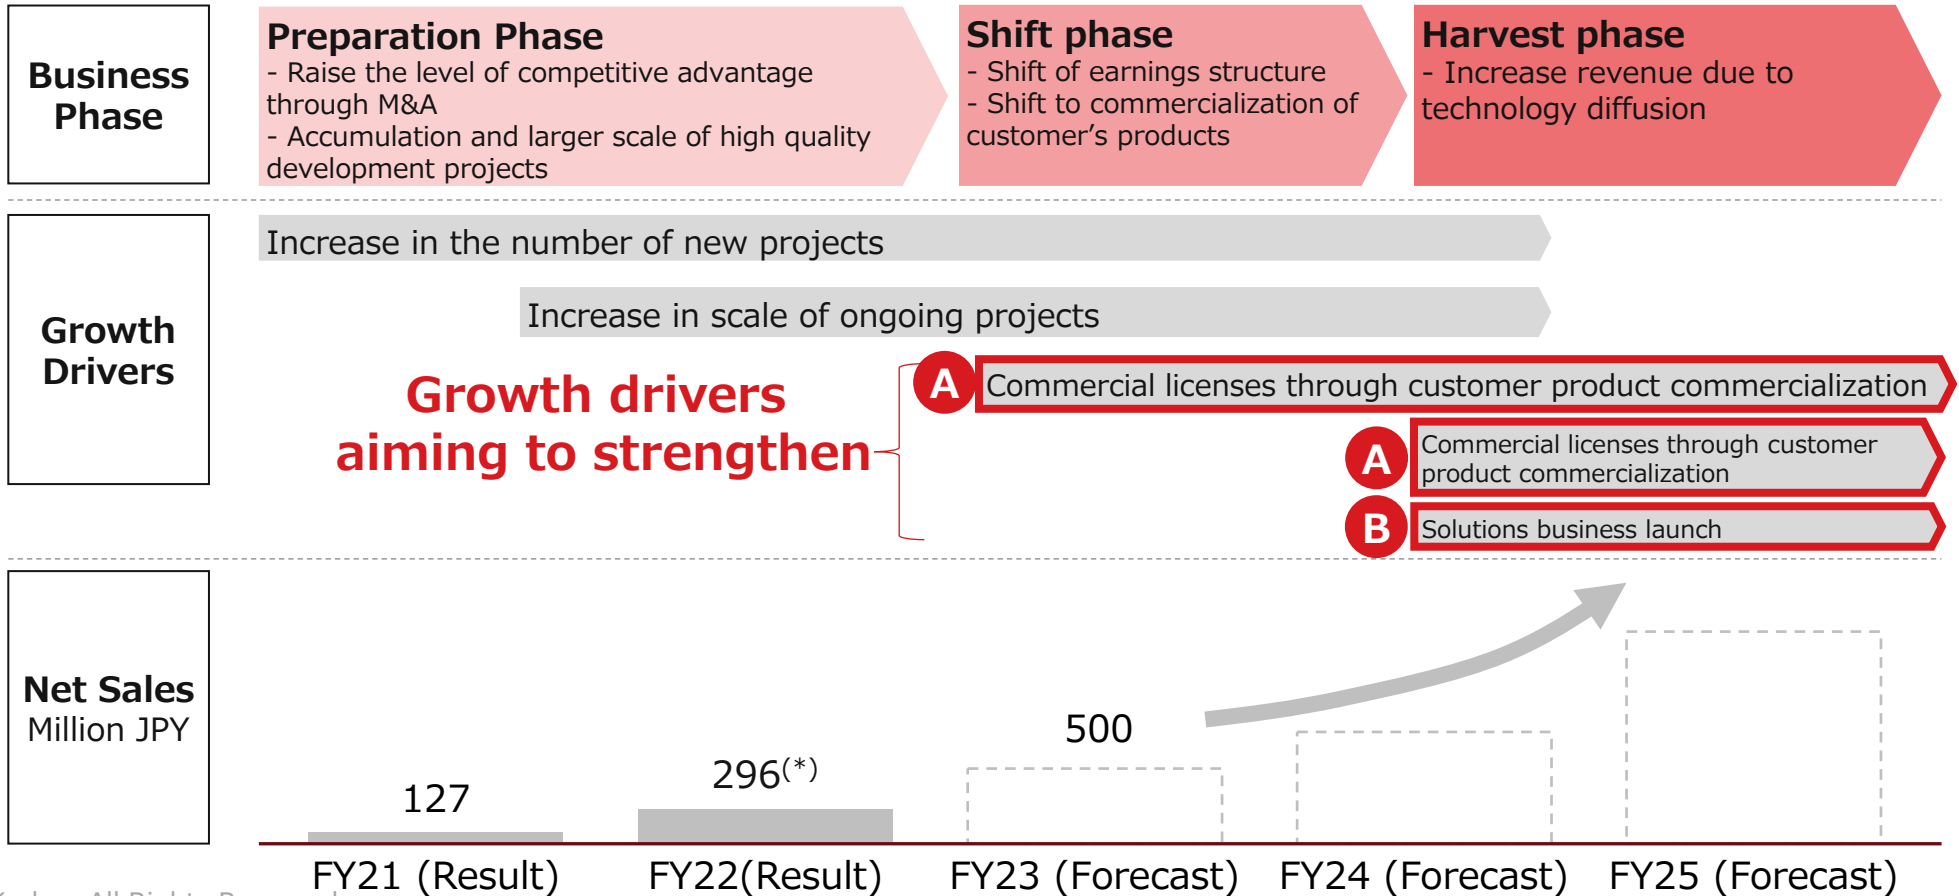 Business
Phase
Preparation Phase
- Raise the level of competitive advantage
through M&A
- Accumulation and larger scale of high quality
development projects
Shift phase
- Shift of earnings structure
- Shift to commercialization of
customer’s products
Harvest phase
- Increase revenue due to
technology diffusion
Growth
Drivers
Increase in the number of new projects
Increase in scale of ongoing projects
Growth drivers
aiming to strengthen
A
Commercial licenses through customer product commercialization
A
Commercial licenses through customer
product commercialization
B
Solutions business launch
Net Sales
Million JPY
127
296(*)
500
FY21 (Result)
FY22(Result)
FY23 (Forecast)
FY24 (Forecast)
FY25 (Forecast)